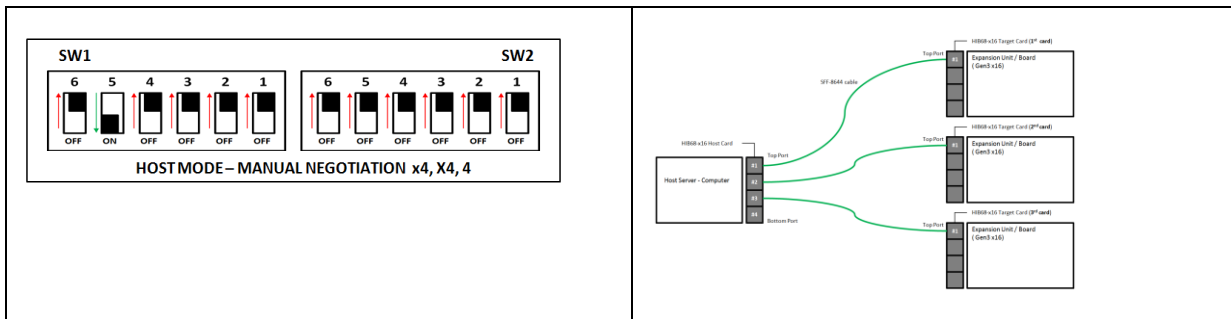 SW1 SW2
6 5 4 3 2 1 6 5 4 3 2 1
OFF ON OFF OFF OFF OFF OFF OFF OFF OFF OFF OFF
HOST MODE – MANUAL NEGOTIATION x4, X4, 4
HIB68-x16 Target Card (1st card)
Top Port
#1
Expansion Unit / Board
( Gen3 x16)
SFF-8644 cable
HIB68-x16 Target Card (2nd card)
Top Port
#1
Expansion Unit / Board
( Gen3 x16)
HIB68-x16 Host Card
Top Port
Host Server - Computer
#1
#2
#3
#4
Bottom Port
HIB68-x16 Target Card (3rd card)
Top Port
#1
Expansion Unit / Board
( Gen3 x16)